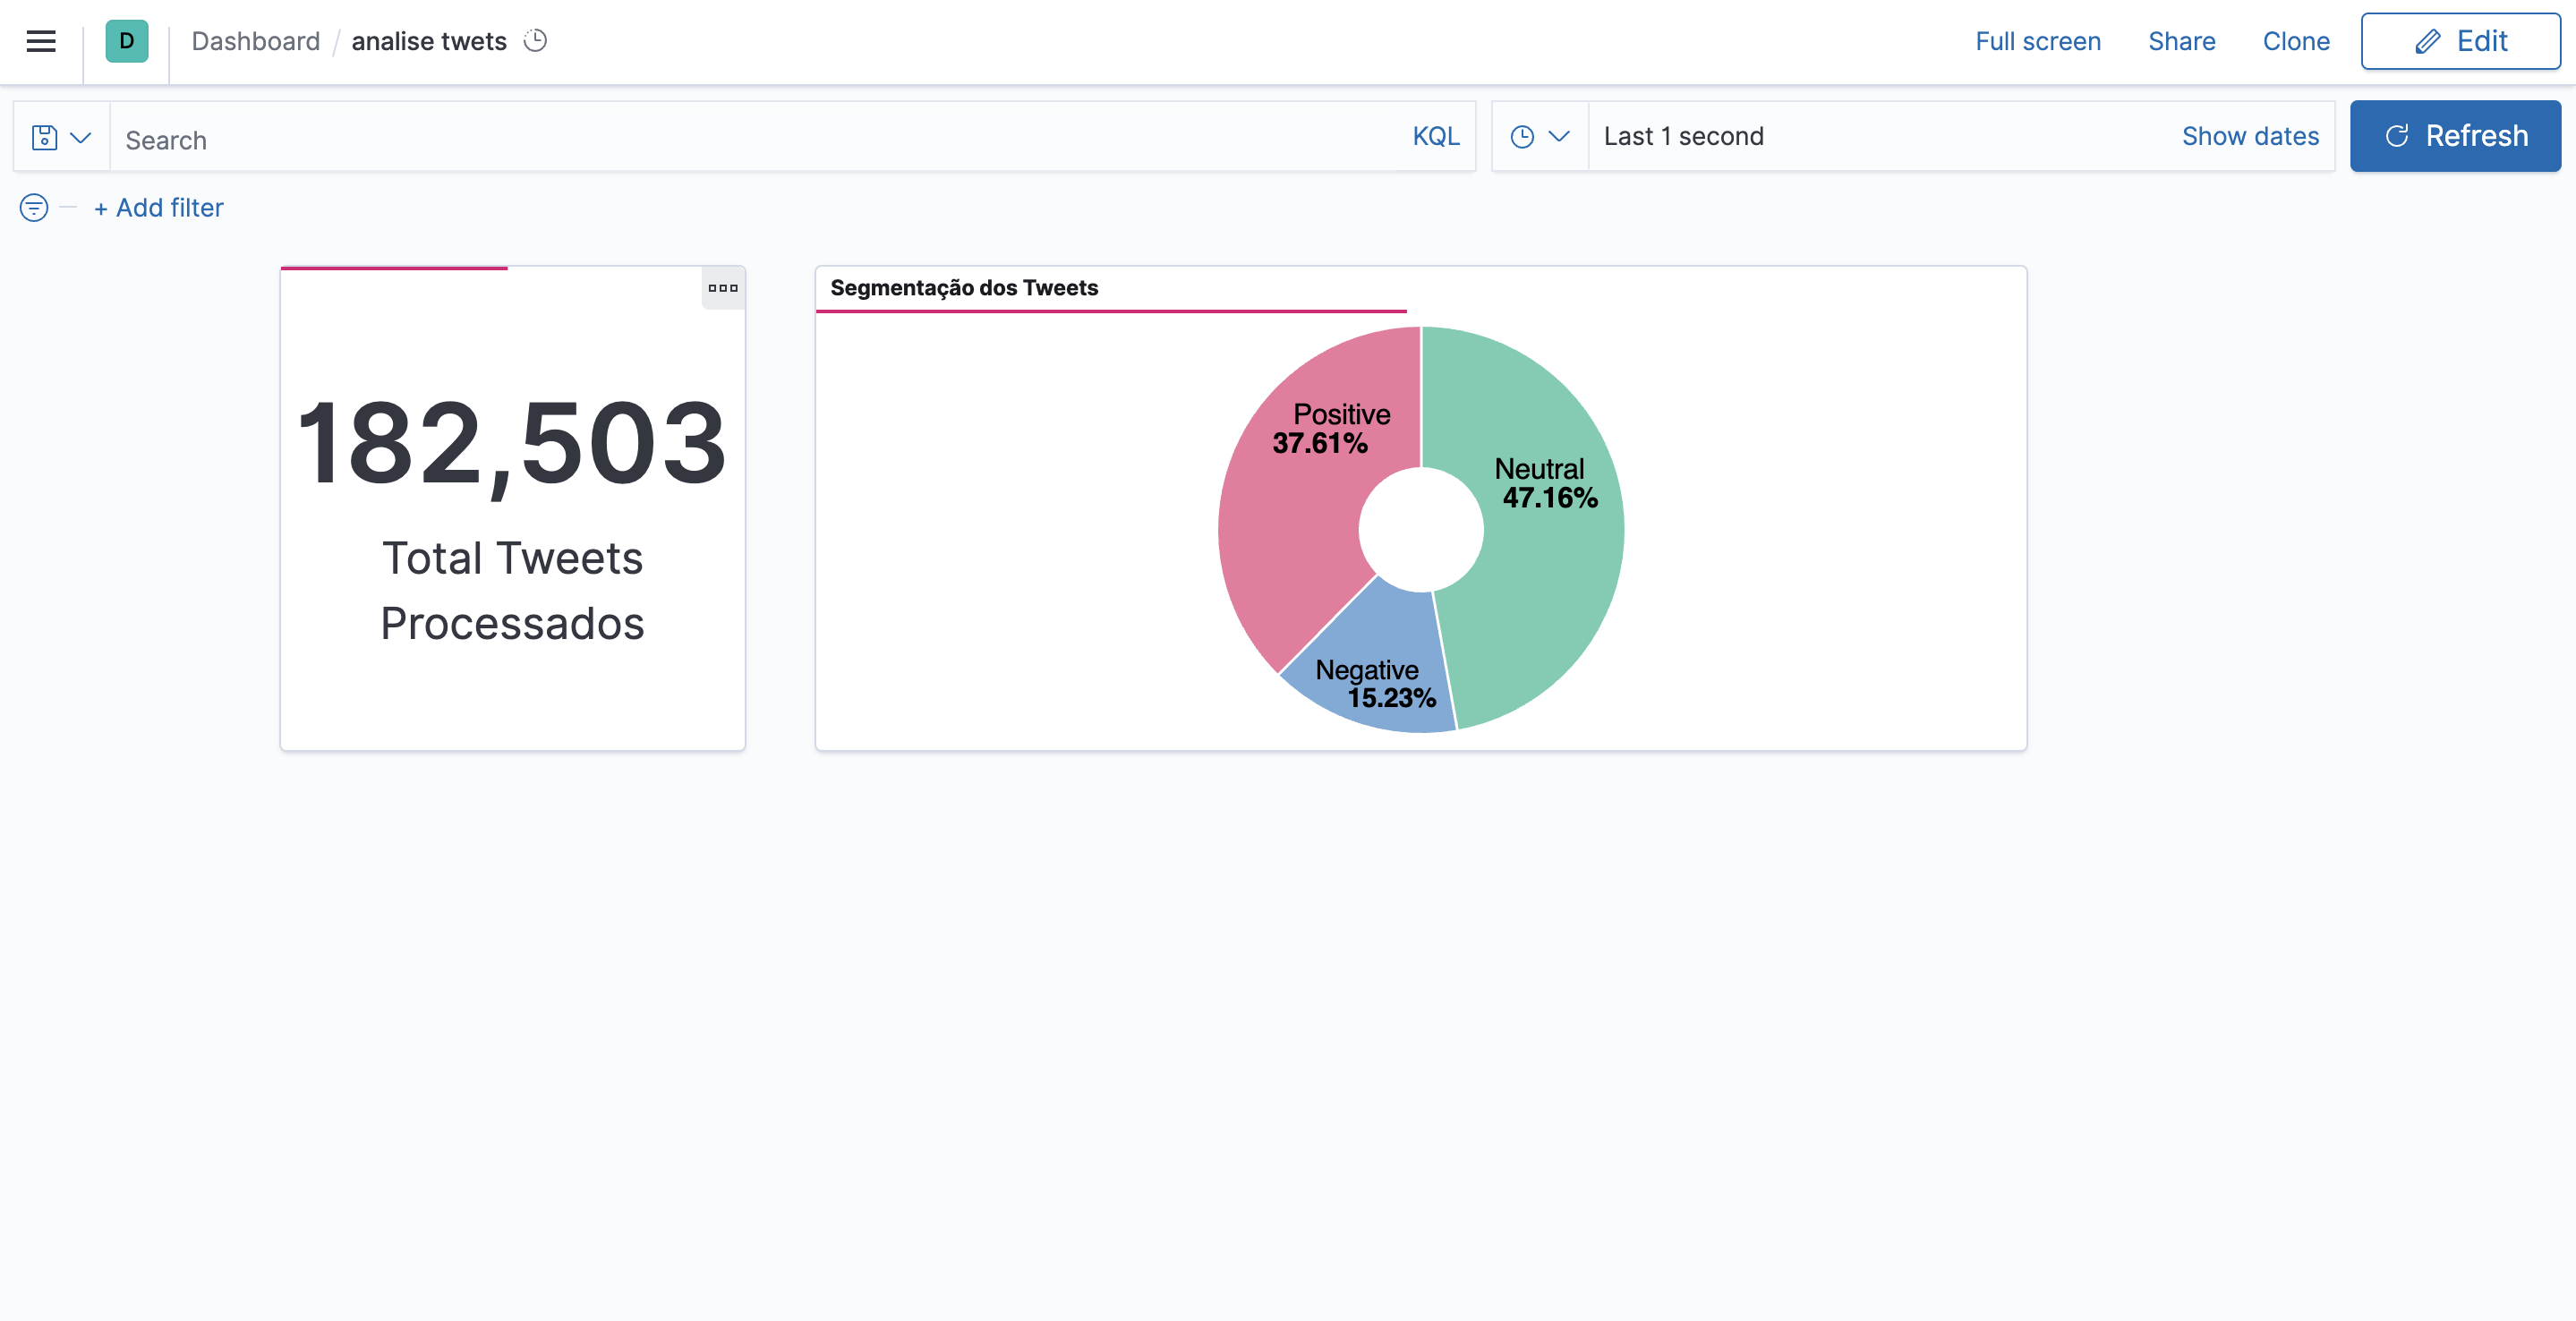 D Dashboard / analise twets Full screen Share Clone Edit
Search KQL Last 1 second Show dates Refresh
+ Add filter
Segmentação dos Tweets
182,503
Total Tweets
Processados
Positive
37.61%
Neutral
47.16%
Negative
15.23%